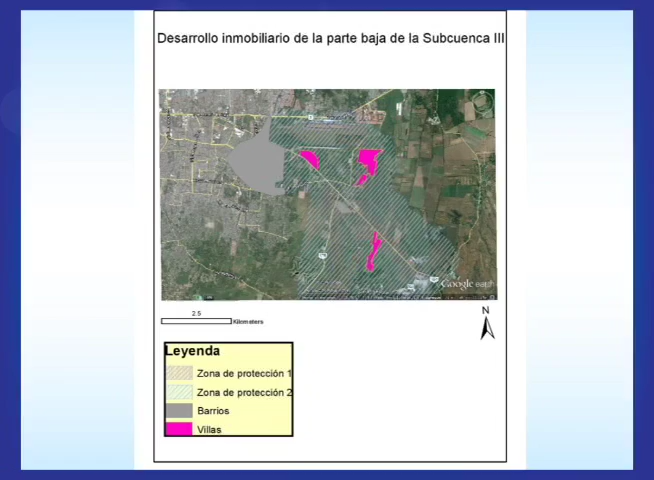 Desarrollo inmobiliario de la parte baja de la Subcuenca III
Google
2.5
Kilometers
N
Leyenda
Zona de protección 1
Zona de protección 2
Barrios
Villas